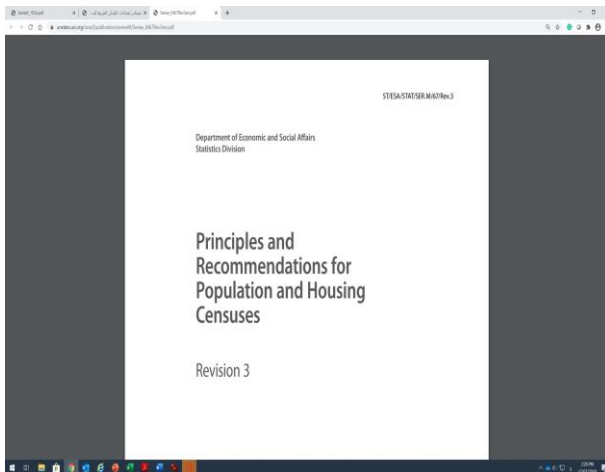 ST/ESA/STAT/SER.M/67/Rev.3
Department of Economic and Social Affairs
Statistics Division
Principles and
Recommendations for
Population and Housing
Censuses
Revision 3